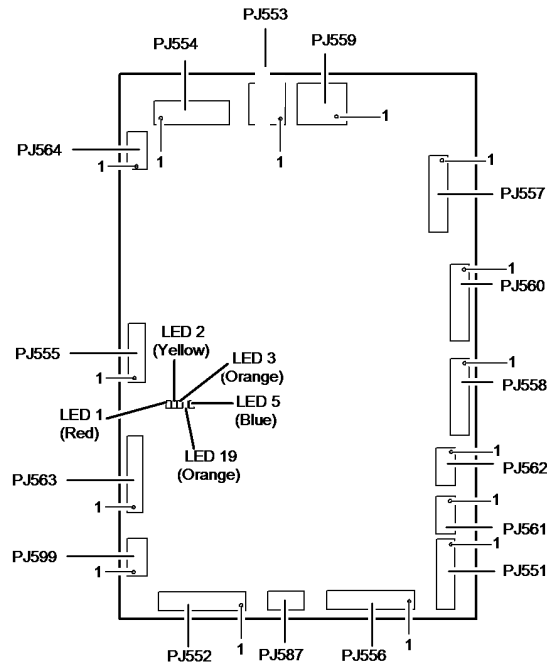 PJ553
PJ554
PJ559
1
1
1
PJ564
1
1
PJ557
1
PJ560
LED 2
(Yellow)
LED 3
(Orange)
PJ555
1
1
PJ558
LED 1
(Red)
LED 5
(Blue)
LED 19
(Orange)
1
PJ562
PJ563
1
1
PJ561
1
PJ599
1
PJ551
1
1
PJ552
PJ587
PJ556